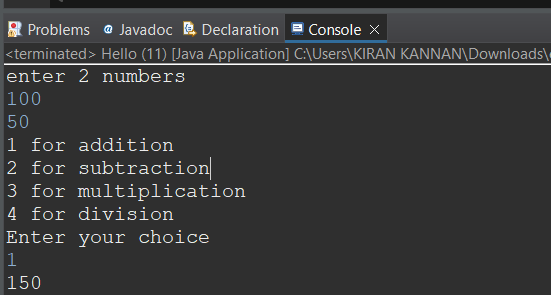 Problems @ Javadoc Declaration Console
<terminated> Hello (11) [Java Application] C:\Users\KIRAN KANNAN\Downloads\
enter 2 numbers
100
50
1 for addition
2 for subtraction
3 for multiplication
4 for division
Enter your choice
1
150